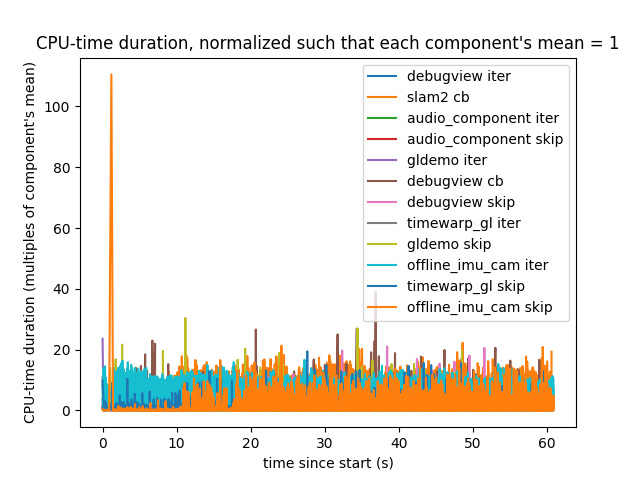 CPU-time duration, normalized such that each component's mean = 1
CPU-time duration (multiples of component's mean)
100
80
60
40
20
0
debugview iter
slam2 cb
audio_component iter
audio_component skip
gldemo iter
debugview cb
debugview skip
timewarp_gl iter
gldemo skip
offline_imu_cam iter
timewarp_gl skip
offline_imu_cam skip
0 10 20 30 40 50 60
time since start (s)